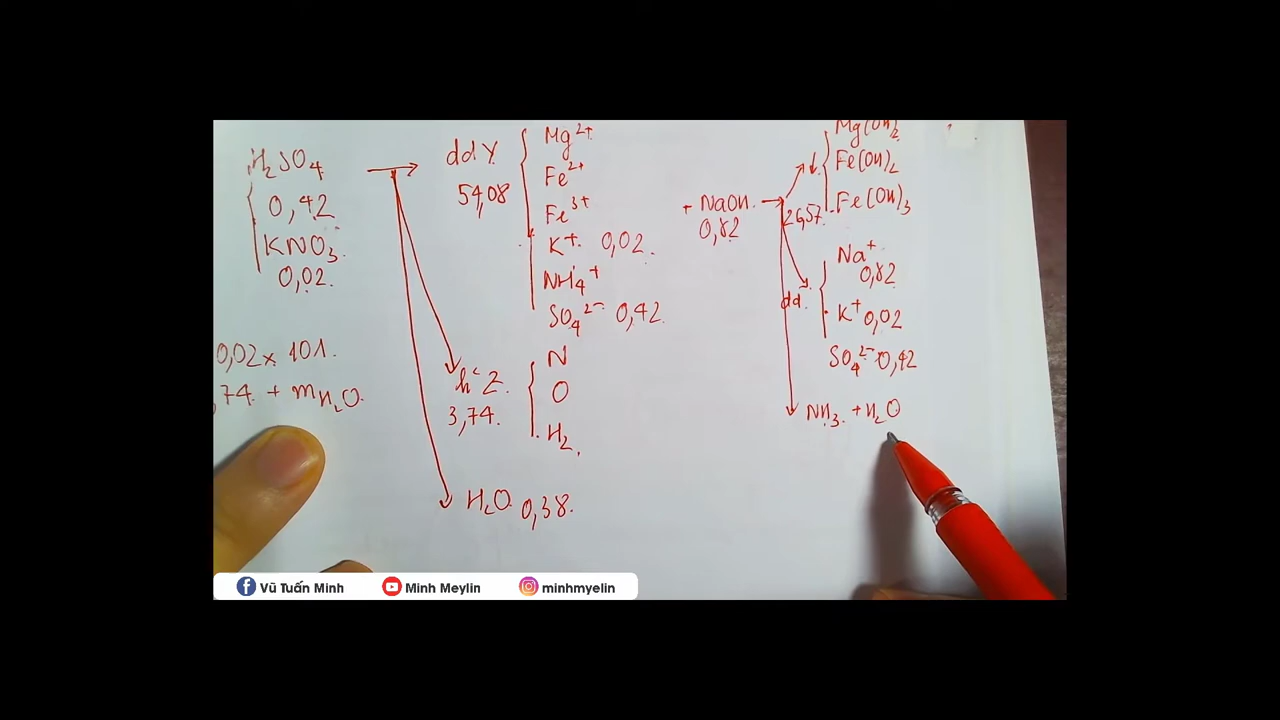 H₂SO₄
0,42
KNO₃.
0,02.
0,02 × 101.
,74. + mH₂O.
ddY
54,08
Mg²⁺
Fe²⁺
Fe³⁺
K⁺ 0,02.
NH₄⁺
SO₄²⁻ 0,42.
Z.
3,74.
N
O
H₂.
H₂O. 0,38.
+ NaOH.
0,82
↓
Mg(OH)₂
Fe(OH)₂
Fe(OH)₃
26,57.
dd.
Na⁺
0,82
K⁺ 0,02
SO₄²⁻ 0,42
NH₃. + H₂O
Vũ Tuấn Minh
Minh Meylin
minhmyelin